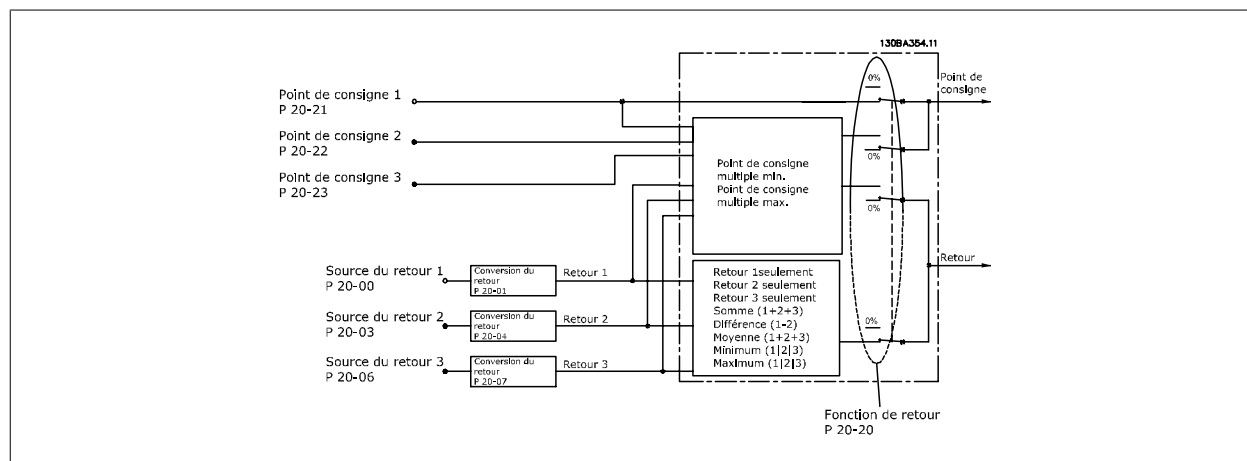 130BA354.11
Point de consigne 1
P 20-21
Point de consigne 2
P 20-22
Point de consigne 3
P 20-23
0%
Point de
consigne
0%
0%
Point de consigne
multiple min.
Point de consigne
multiple max.
Source du retour 1
P 20-00
Conversion du
retour
P 20-01
Retour 1
Source du retour 2
P 20-03
Conversion du
retour
P 20-04
Retour 2
Source du retour 3
P 20-06
Conversion du
retour
P 20-07
Retour 3
Retour 1seulement
Retour 2 seulement
Retour 3 seulement
Somme (1+2+3)
Différence (1-2)
Moyenne (1+2+3)
Minimum (1|2|3)
Maximum (1|2|3)
0%
Retour
Fonction de retour
P 20-20